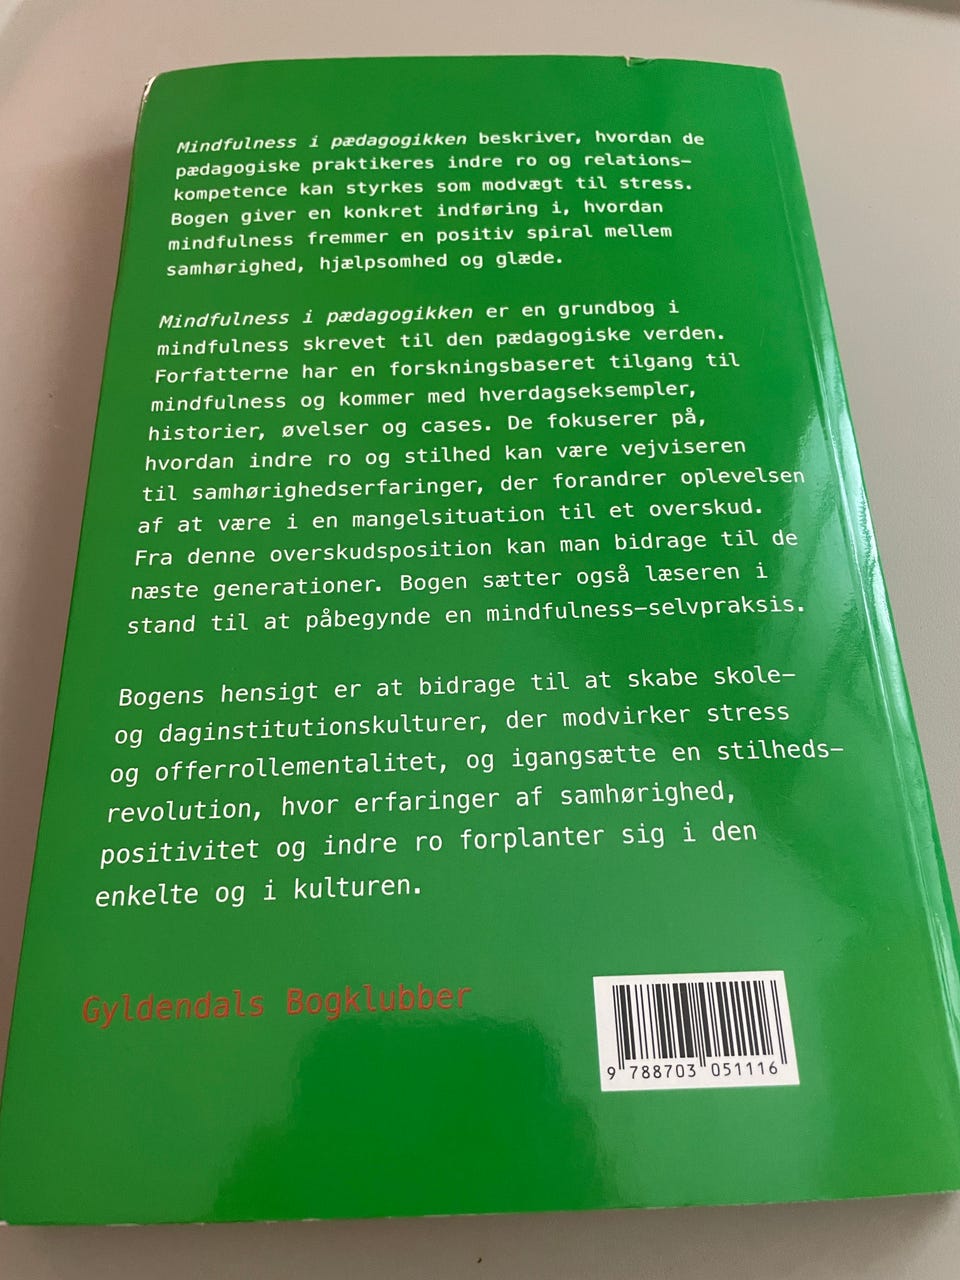 Mindfulness i pædagogikken beskriver, hvordan de
pædagogiske praktikeres indre ro og relations-
kompetence kan styrkes som modvægt til stress.
Bogen giver en konkret indføring i, hvordan
mindfulness fremmer en positiv spiral mellem
samhørighed, hjælpsomhed og glæde.
Mindfulness i pædagogikken er en grundbog i
mindfulness skrevet til den pædagogiske verden.
Forfatterne har en forskningsbaseret tilgang til
mindfulness og kommer med hverdagseksempler,
historier, øvelser og cases. De fokuserer på,
hvordan indre ro og stilhed kan være vejviseren
til samhørighedserfaringer, der forandrer oplevelsen
af at være i en mangelsituation til et overskud.
Fra denne overskudsposition kan man bidrage til de
næste generationer. Bogen sætter også læseren i
stand til at påbegynde en mindfulness-selvpraksis.
Bogens hensigt er at bidrage til at skabe skole-
og daginstitutionskulturer, der modvirker stress
og offerrollementalitet, og igangsætte en stilheds-
revolution, hvor erfaringer af samhørighed,
positivitet og indre ro forplanter sig i den
enkelte og i kulturen.
Gyldendals Bogklubber
9 788703 051116